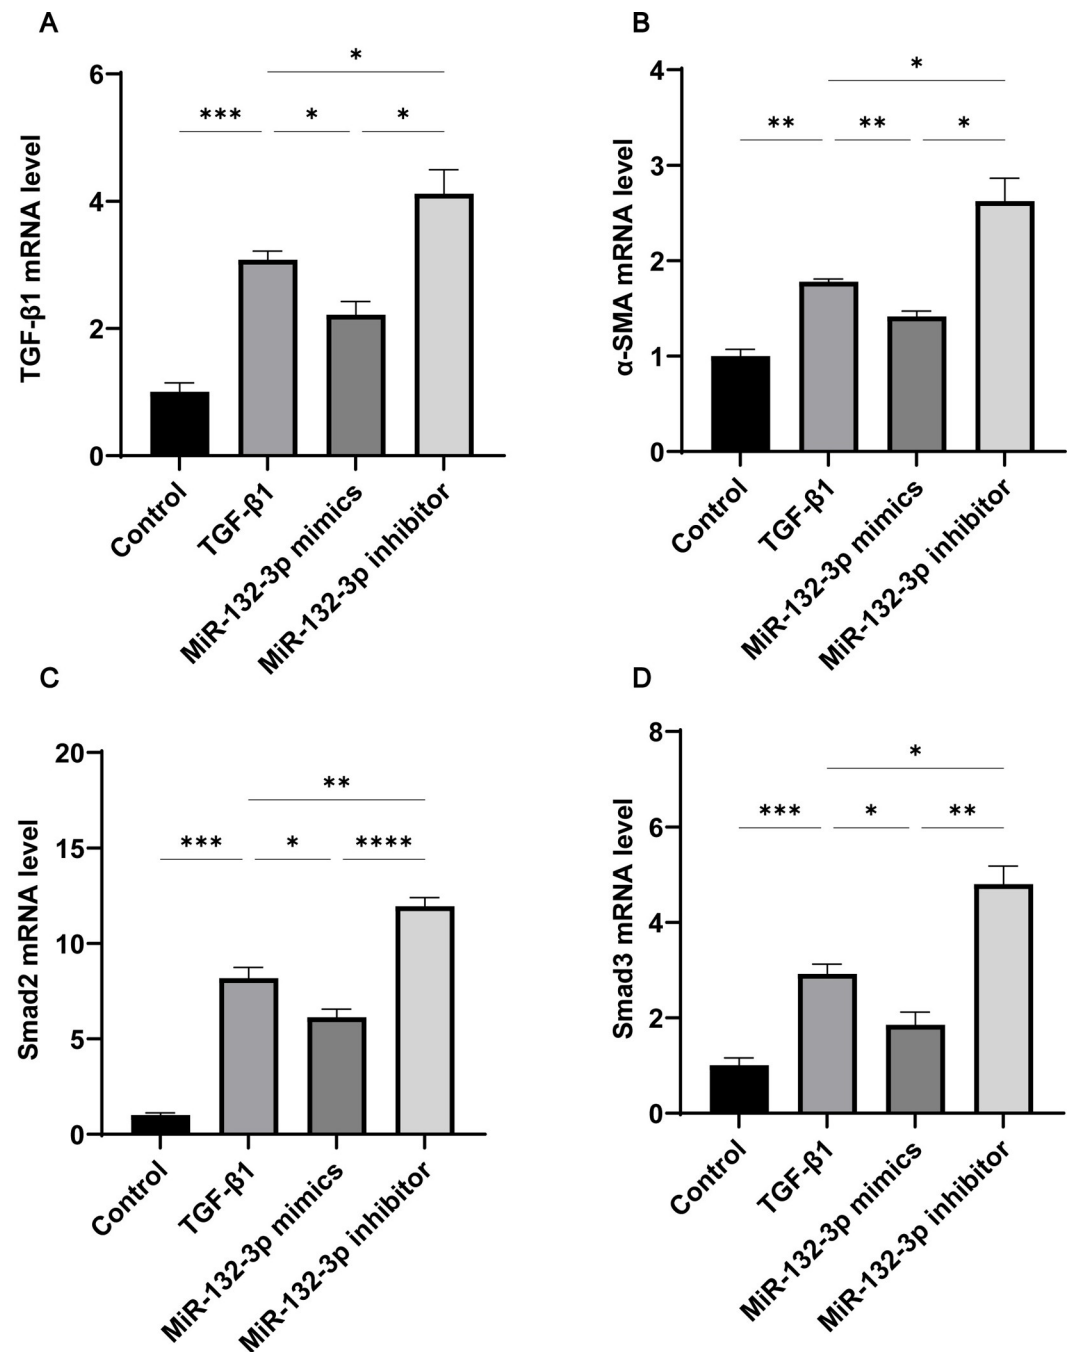 A
TGF-β1 mRNA level
6
4
2
0
*
***
*
*
Control
TGF-β1
MiR-132-3p mimics
MiR-132-3p inhibitor
B
α-SMA mRNA level
4
3
2
1
0
*
**
**
*
Control
TGF-β1
MiR-132-3p mimics
MiR-132-3p inhibitor
C
Smad2 mRNA level
20
15
10
5
0
**
***
*
****
Control
TGF-β1
MiR-132-3p mimics
MiR-132-3p inhibitor
D
Smad3 mRNA level
8
6
4
2
0
*
***
*
**
Control
TGF-β1
MiR-132-3p mimics
MiR-132-3p inhibitor